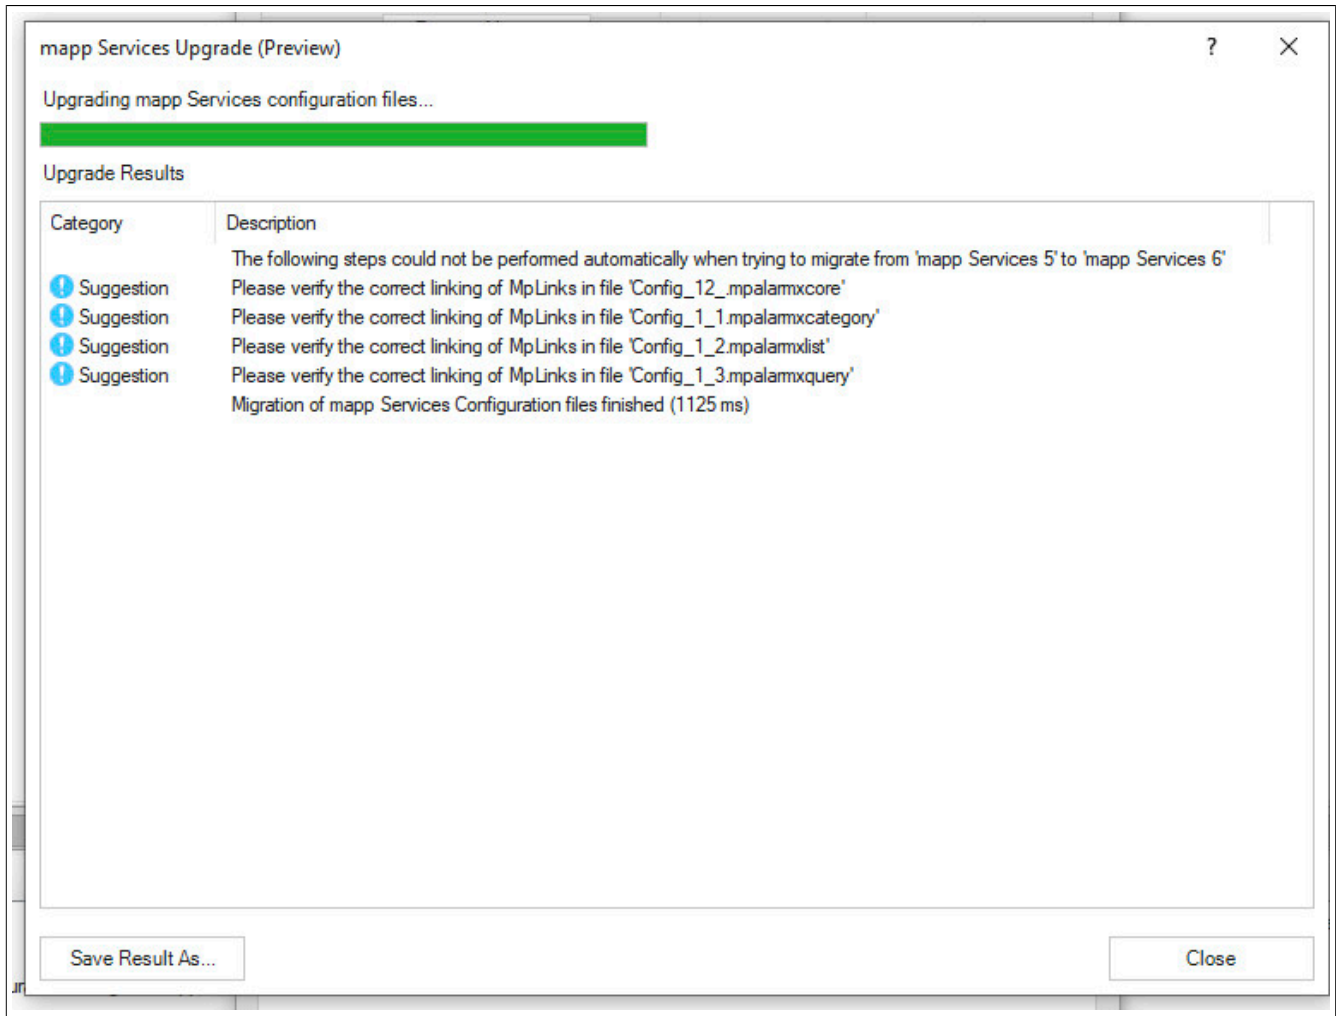 mapp Services Upgrade (Preview) ?
Upgrading mapp Services configuration files...
Upgrade Results
Category Description
The following steps could not be performed automatically when trying to migrate from 'mapp Services 5' to 'mapp Services 6'
Suggestion Please verify the correct linking of MpLinks in file 'Config_12_.mpalarmxcore'
Suggestion Please verify the correct linking of MpLinks in file 'Config_1_1.mpalarmxcategory'
Suggestion Please verify the correct linking of MpLinks in file 'Config_1_2.mpalarmxlist'
Suggestion Please verify the correct linking of MpLinks in file 'Config_1_3.mpalarmxquery'
Migration of mapp Services Configuration files finished (1125 ms)
Save Result As... Close